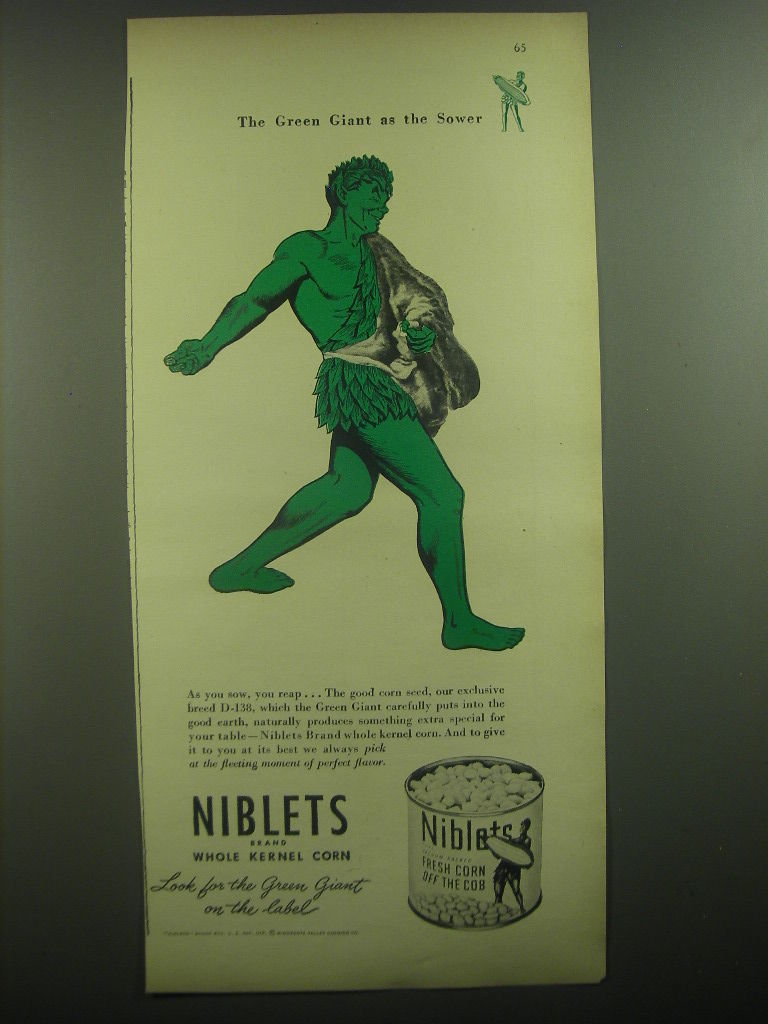 65
The Green Giant as the Sower
As you sow, you reap . . . The good corn seed, our exclusive
breed D-138, which the Green Giant carefully puts into the
good earth, naturally produces something extra special for
your table—Niblets Brand whole kernel corn. And to give
it to you at its best we always pick
at the fleeting moment of perfect flavor.
NIBLETS
BRAND
WHOLE KERNEL CORN
Look for the Green Giant
on the label
Niblets
FRESH CORN
OFF THE COB